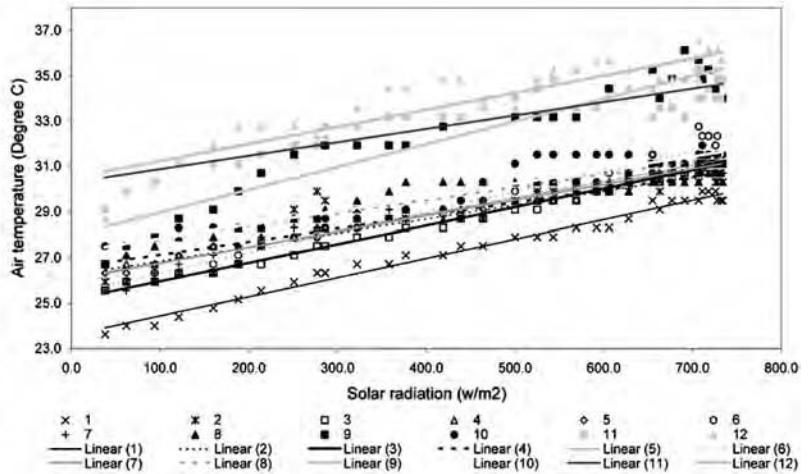 37.0
35.0
33.0
31.0
29.0
27.0
25.0
23.0
Air temperature (Degree C)
0.0 100.0 200.0 300.0 400.0 500.0 600.0 700.0 800.0
Solar radiation (w/m2)
1 2 3 4 5 6
7 8 9 10 11 12
Linear (1) Linear (2) Linear (3) Linear (4) Linear (5) Linear (6)
Linear (7) Linear (8) Linear (9) Linear (10) Linear (11) Linear (12)